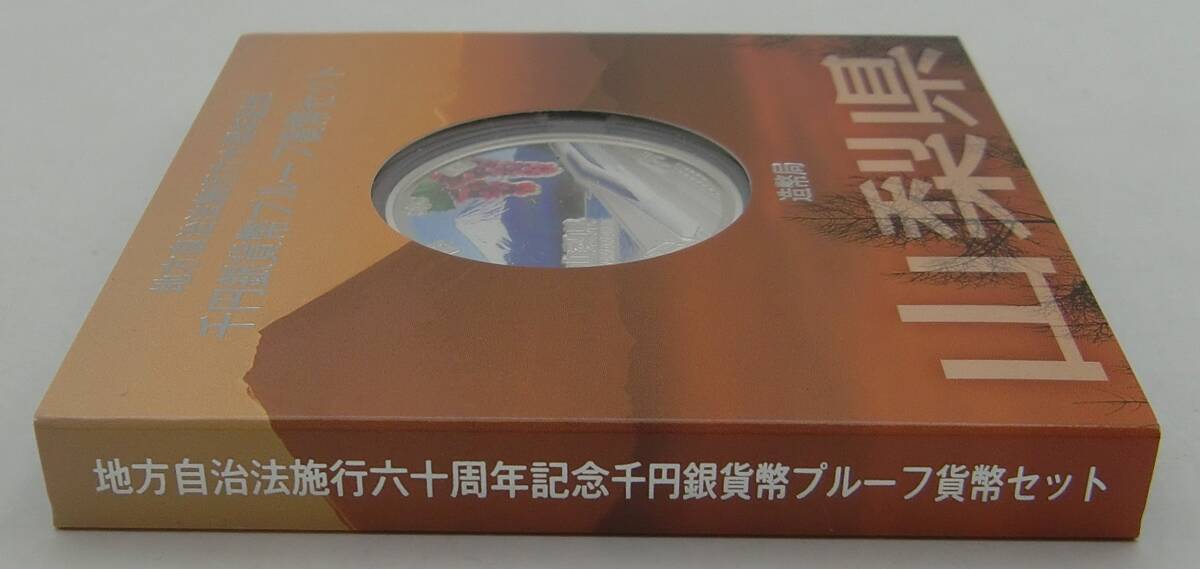 地方自治法施行六十周年記念
千円銀貨幣プルーフ貨幣セット
造幣局
山梨県
地方自治法施行六十周年記念千円銀貨幣プルーフ貨幣セット